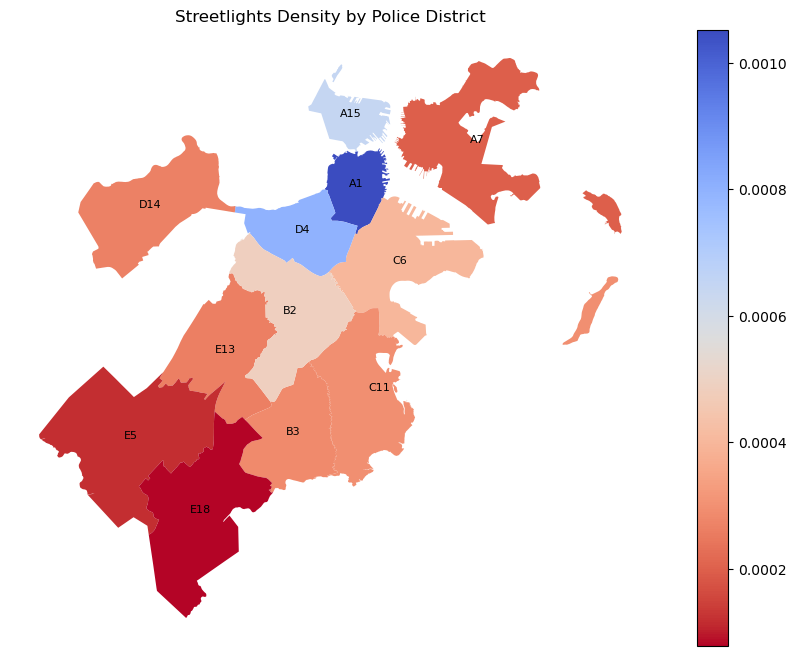 Streetlights Density by Police District
A15
A7
A1
D14
D4
C6
B2
E13
C11
B3
E5
E18
0.0010
0.0008
0.0006
0.0004
0.0002